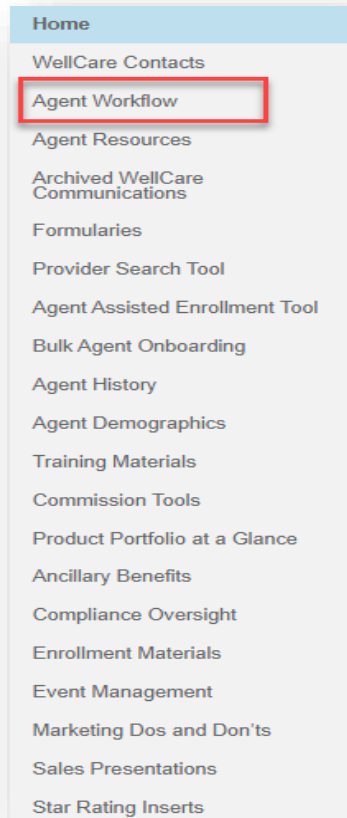 Home
WellCare Contacts
Agent Workflow
Agent Resources
Archived WellCare
Communications
Formularies
Provider Search Tool
Agent Assisted Enrollment Tool
Bulk Agent Onboarding
Agent History
Agent Demographics
Training Materials
Commission Tools
Product Portfolio at a Glance
Ancillary Benefits
Compliance Oversight
Enrollment Materials
Event Management
Marketing Dos and Don'ts
Sales Presentations
Star Rating Inserts